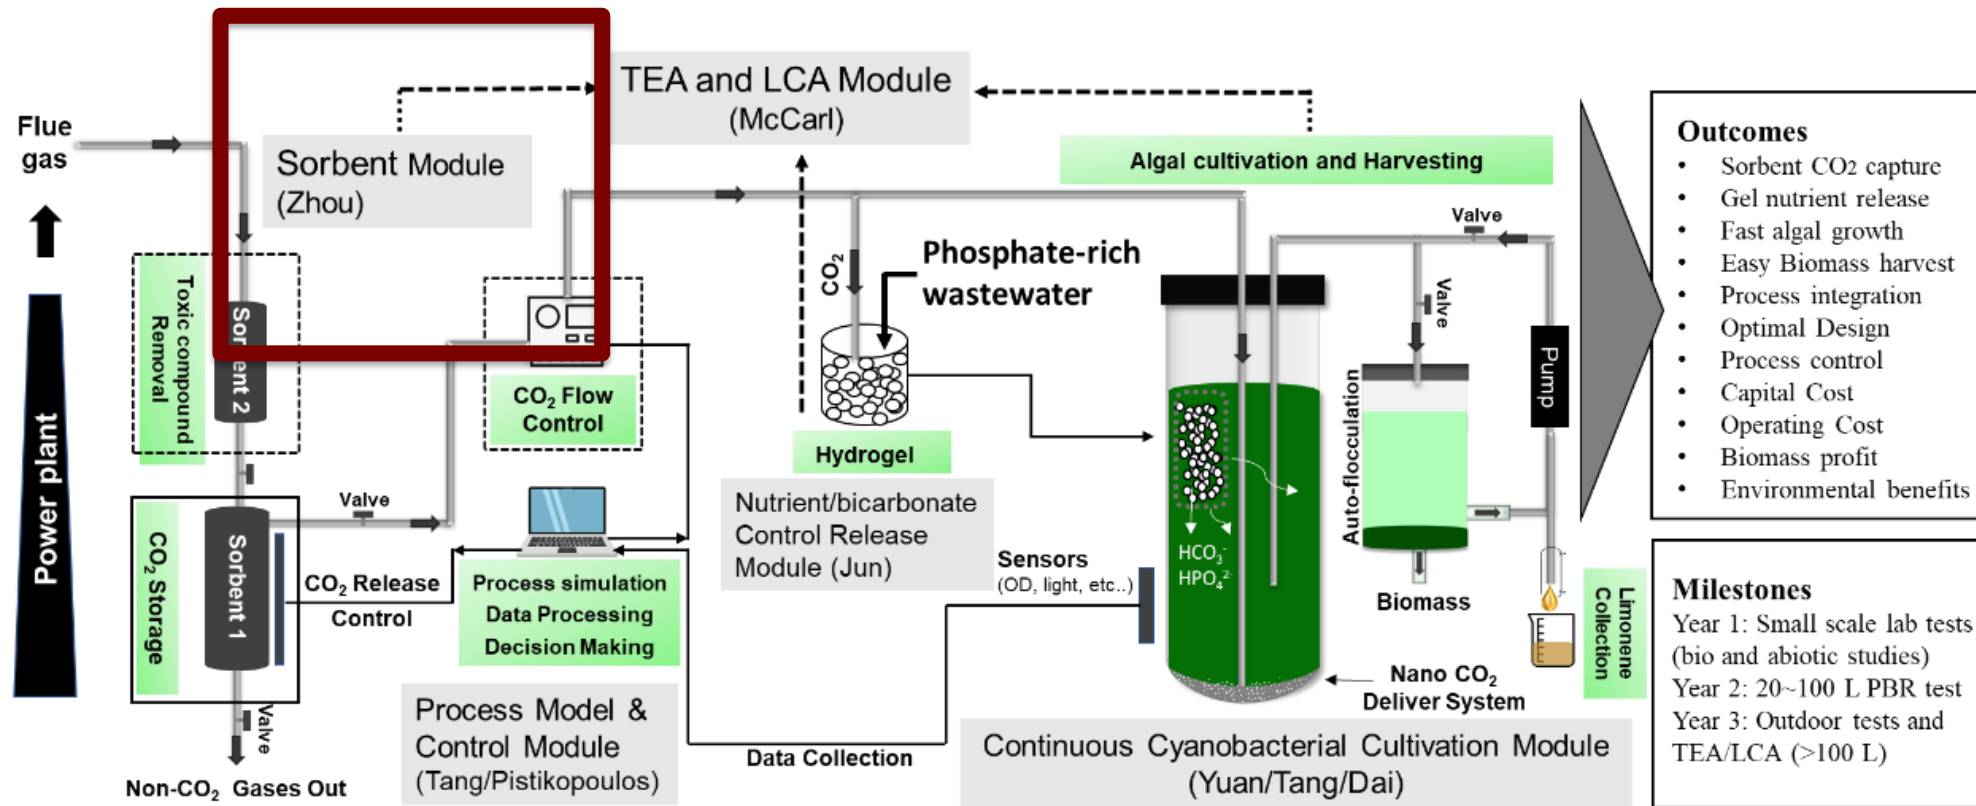 Flue
gas
Power plant
Sorbent Module
(Zhou)
TEA and LCA Module
(McCarl)
Algal cultivation and Harvesting
Toxic compound
Removal
Sorbent 2
CO₂ Flow
Control
CO₂ Storage
Sorbent 1
Valve
Valve
Non-CO₂ Gases Out
CO₂ Release
Control
Process simulation
Data Processing
Decision Making
Process Model &
Control Module
(Tang/Pistikopoulos)
CO₂
Phosphate-rich
wastewater
Hydrogel
Nutrient/bicarbonate
Control Release
Module (Jun)
Sensors
(OD, light, etc..)
Data Collection
HCO₃⁻
HPO₄²⁻
Nano CO₂
Deliver System
Continuous Cyanobacterial Cultivation Module
(Yuan/Tang/Dai)
Valve
Valve
Pump
Auto-flocculation
Biomass
Limonene
Collection
Outcomes
• Sorbent CO₂ capture
• Gel nutrient release
• Fast algal growth
• Easy Biomass harvest
• Process integration
• Optimal Design
• Process control
• Capital Cost
• Operating Cost
• Biomass profit
• Environmental benefits
Milestones
Year 1: Small scale lab tests
(bio and abiotic studies)
Year 2: 20~100 L PBR test
Year 3: Outdoor tests and
TEA/LCA (>100 L)